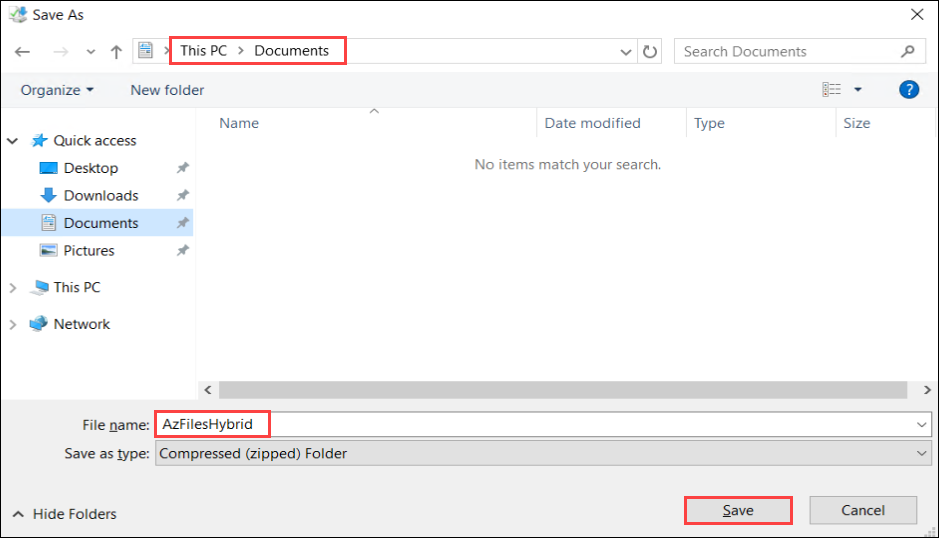 Save As
This PC > Documents
Search Documents
Organize
New folder
?
Name
Date modified
Type
Size
Quick access
No items match your search.
Desktop
Downloads
Documents
Pictures
This PC
Network
File name: AzFilesHybrid
Save as type: Compressed (zipped) Folder
Hide Folders
Save
Cancel